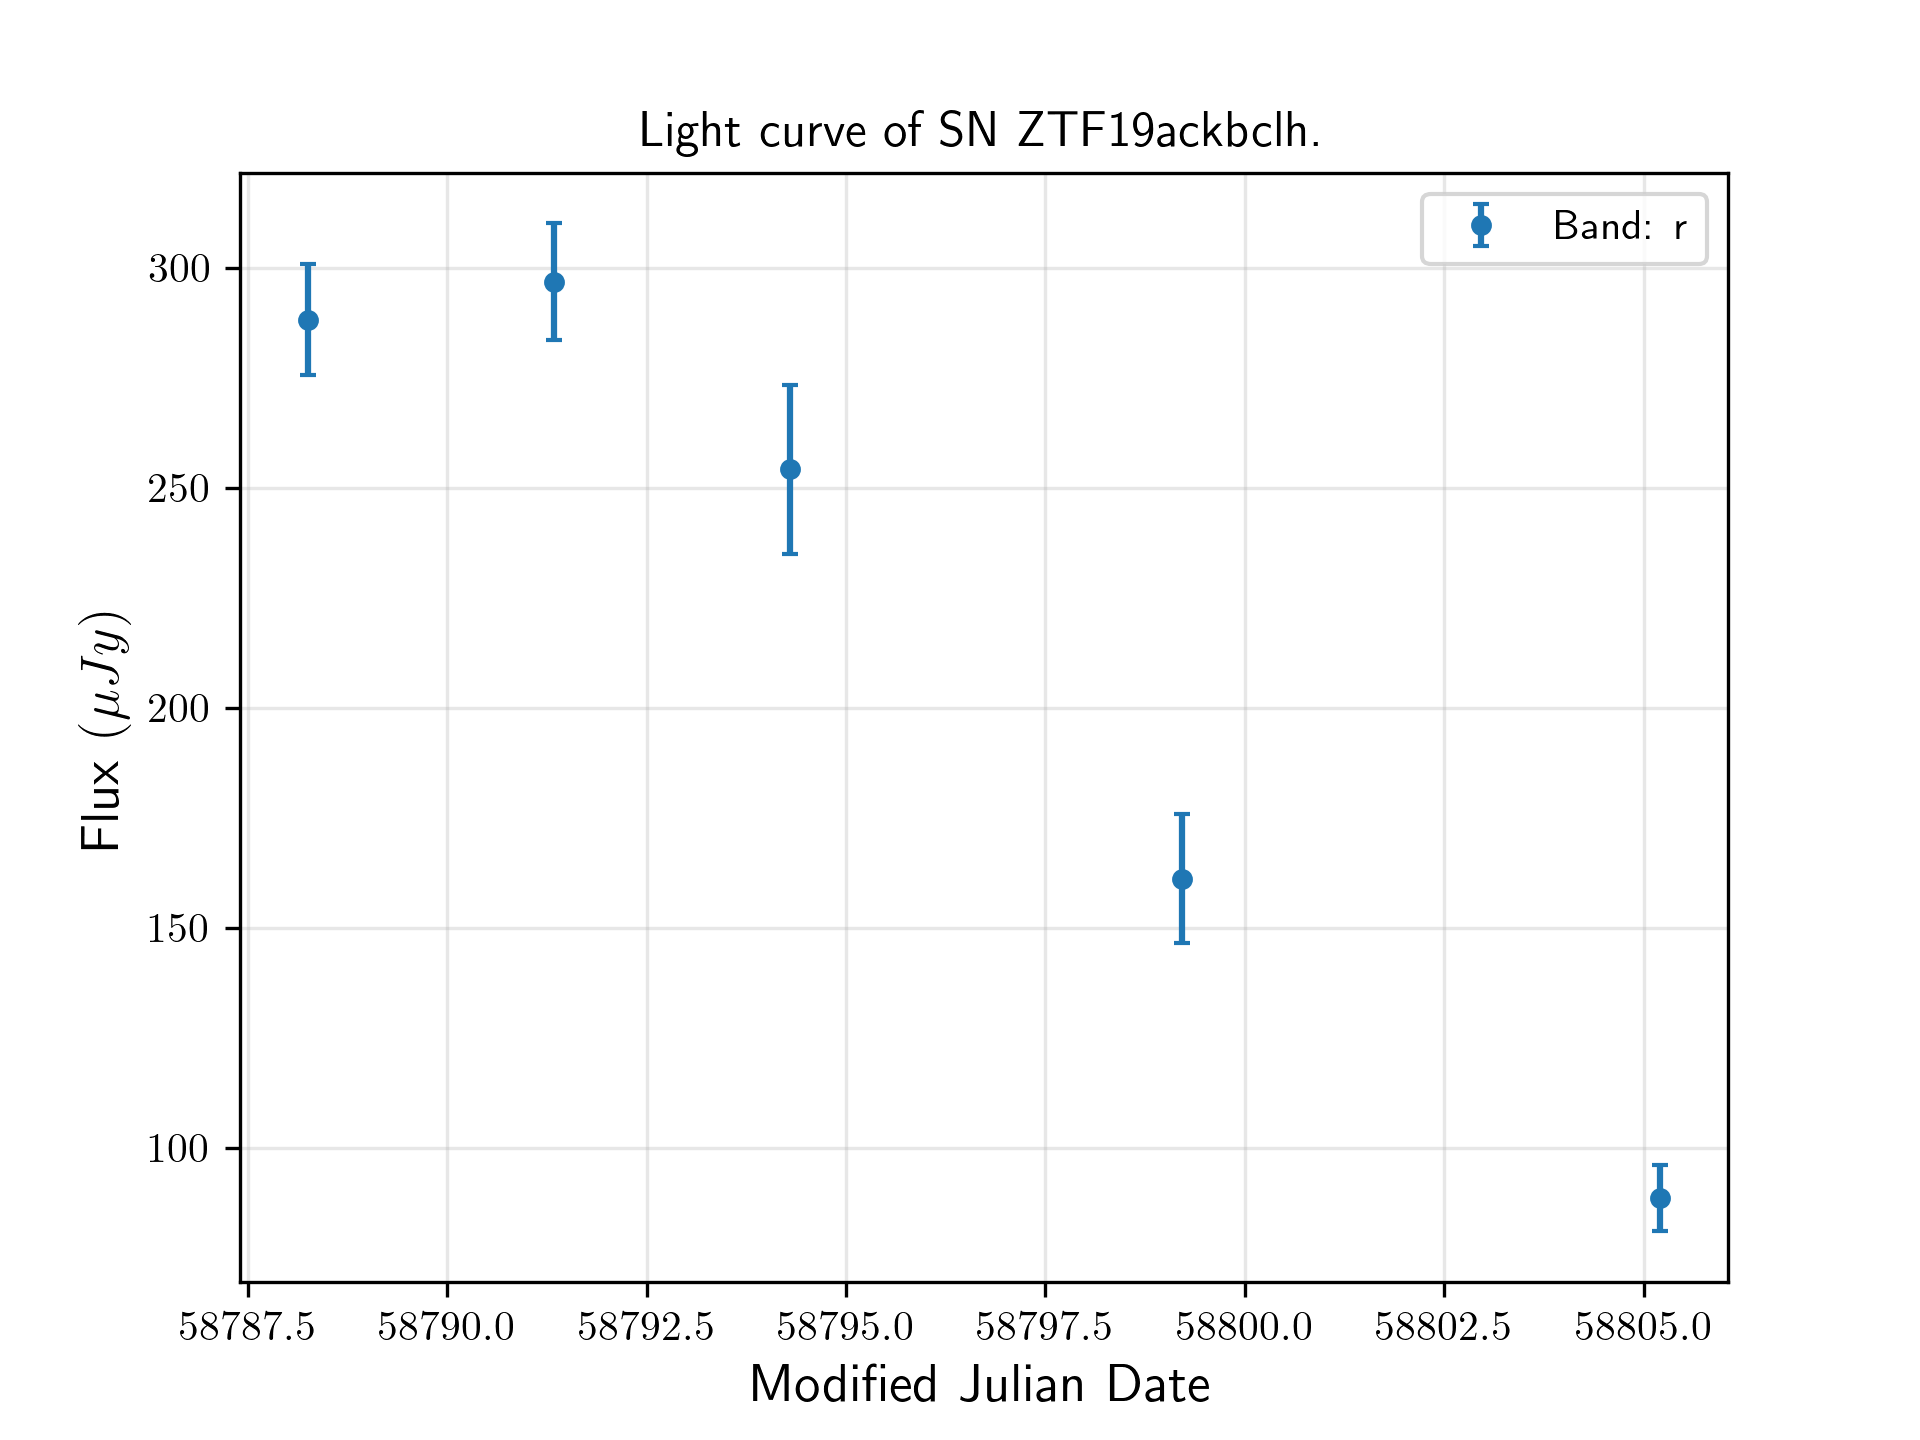 Light curve of SN ZTF19ackbclh.
Band: r
300
250
200
150
100
Flux (μJy)
58787.5 58790.0 58792.5 58795.0 58797.5 58800.0 58802.5 58805.0
Modified Julian Date